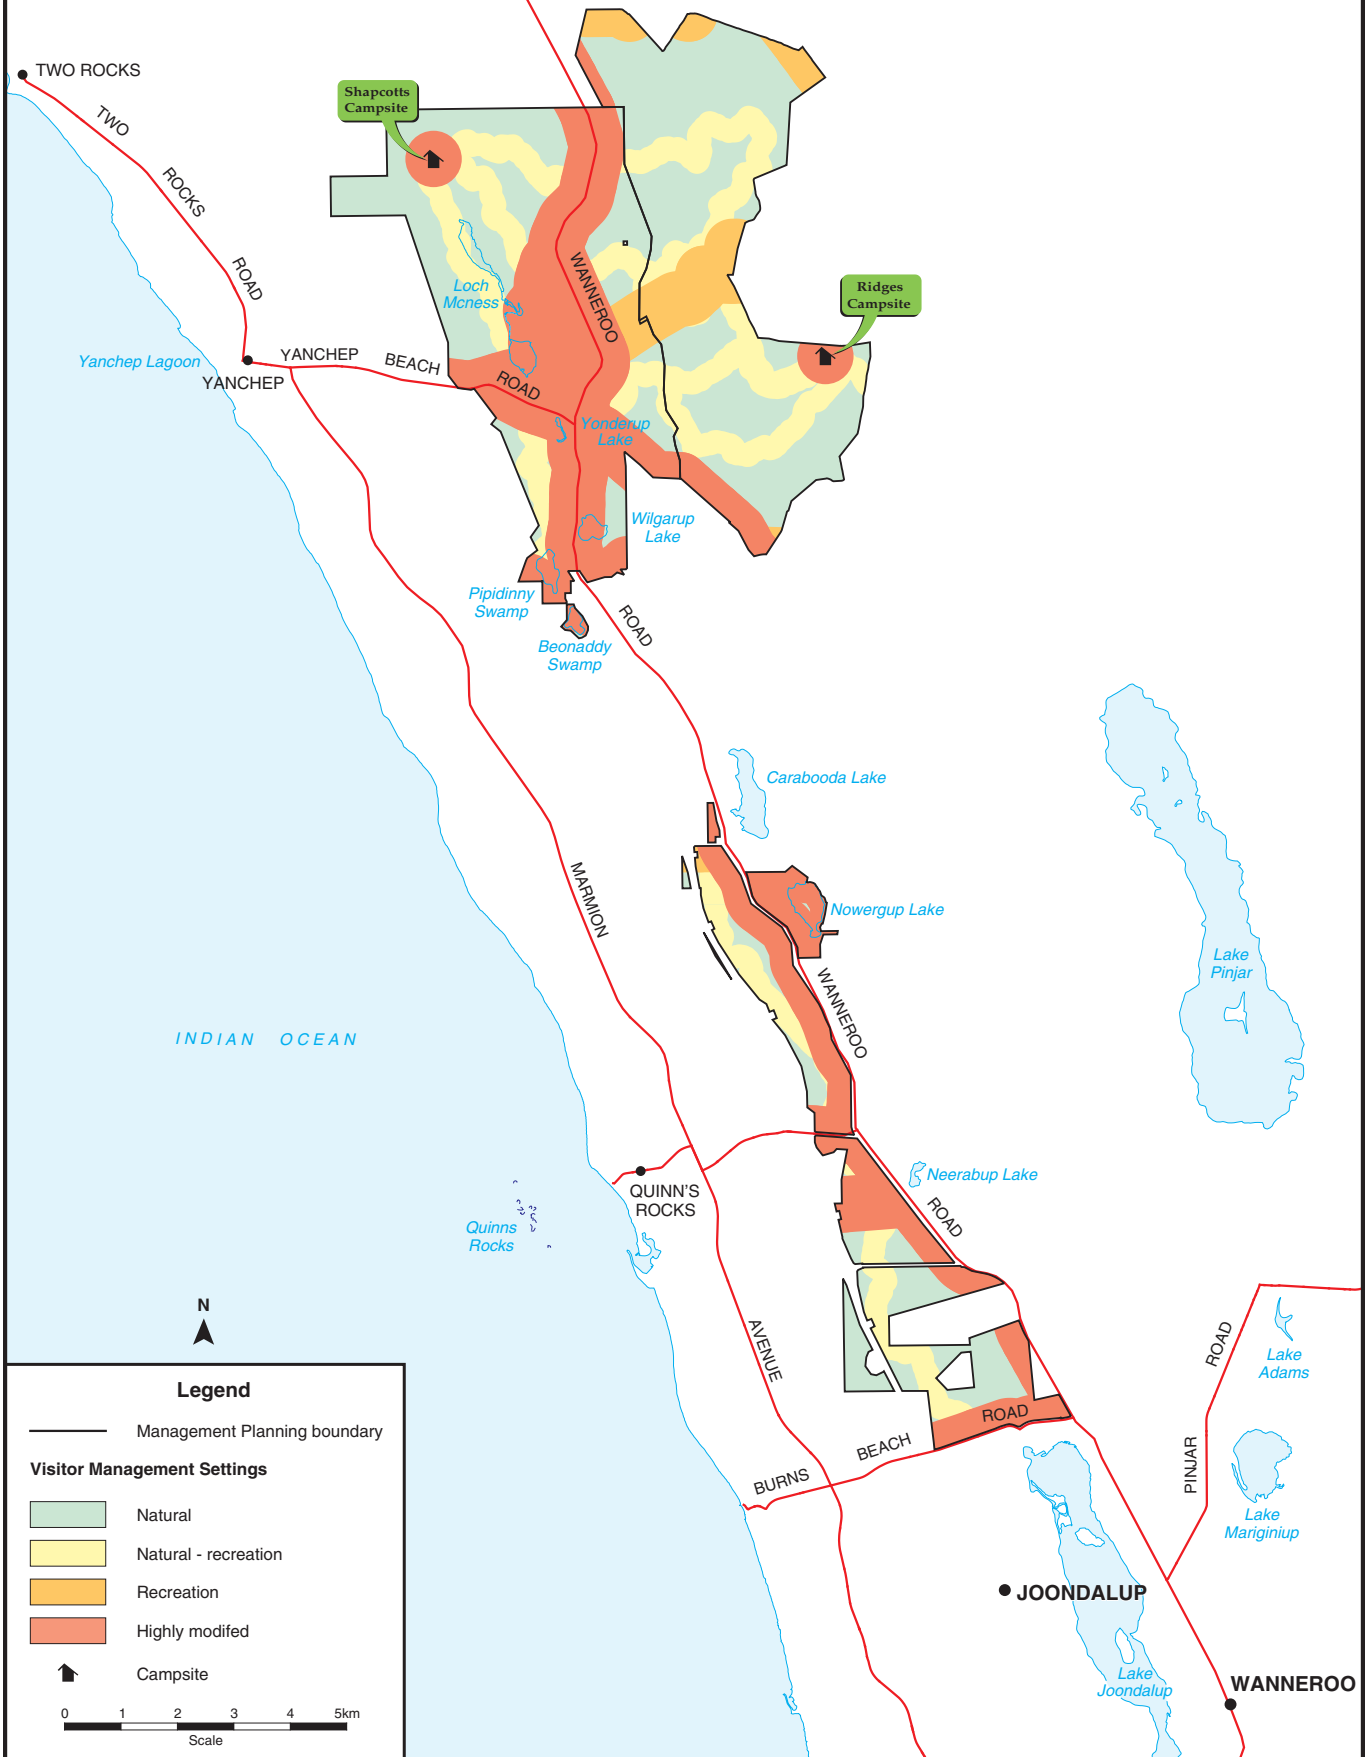 TWO ROCKS
TWO
ROCKS
ROAD
Shapcotts
Campsite
Loch
Mcness
WANNEROO
Ridges
Campsite
Yanchep Lagoon
YANCHEP
YANCHEP
BEACH
ROAD
Yonderup
Lake
Wilgarup
Lake
Pipidinny
Swamp
ROAD
Beonaddy
Swamp
Carabooda Lake
MARMION
Nowergup Lake
WANNEROO
Lake
Pinjar
INDIAN OCEAN
QUINN'S
ROCKS
Neerabup Lake
ROAD
Quinns
Rocks
N
AVENUE
ROAD
Lake
Adams
ROAD
BEACH
BURNS
PINJAR
Lake
Mariginiup
JOONDALUP
Lake
Joondalup
WANNEROO
Legend
Management Planning boundary
Visitor Management Settings
Natural
Natural - recreation
Recreation
Highly modifed
Campsite
0 1 2 3 4 5km
Scale